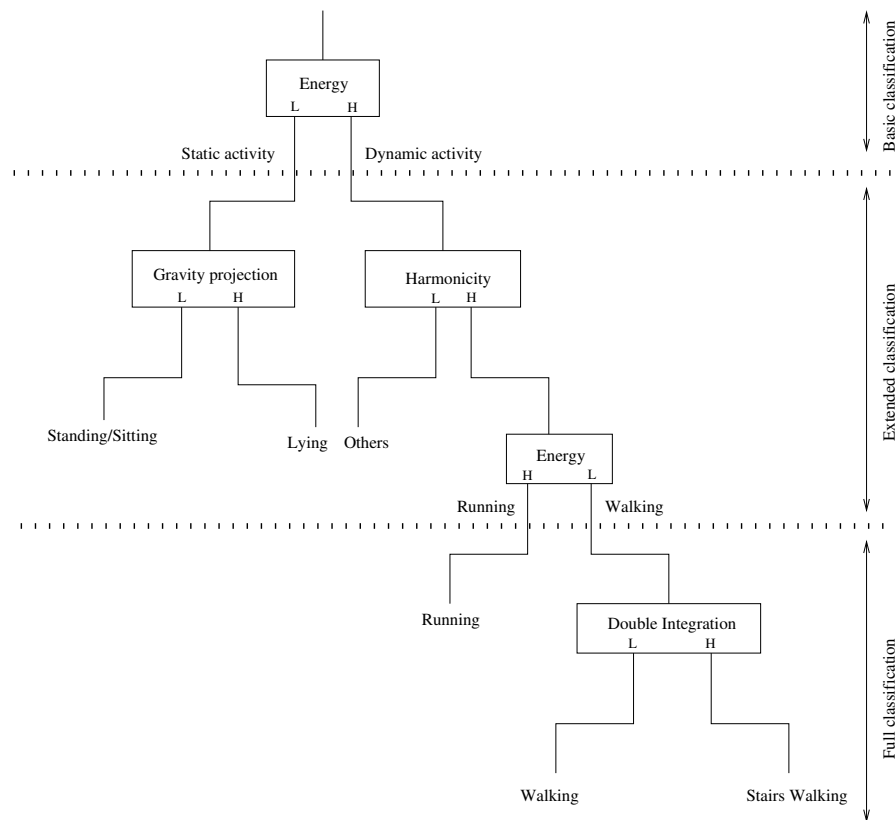 Energy
L H
Static activity Dynamic activity
Basic classification
Gravity projection
L H
Harmonicity
L H
Standing/Sitting
Lying
Others
Energy
H L
Running Walking
Extended classification
Running
Double Integration
L H
Walking
Stairs Walking
Full classification